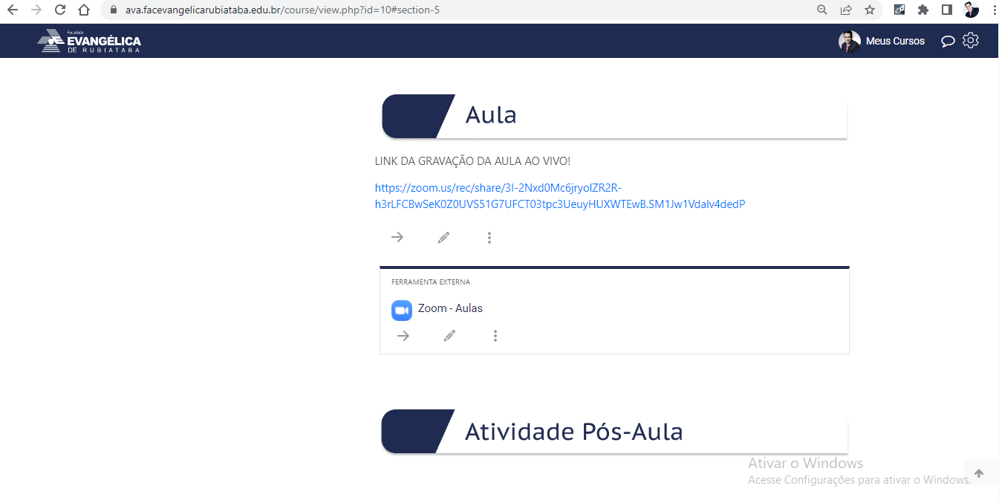 ava.facevangelicarubiataba.edu.br/course/view.php?id=10#section-5
Faculdade
EVANGÉLICA
DE RUBIATABA
Meus Cursos
Aula
LINK DA GRAVAÇÃO DA AULA AO VIVO!
https://zoom.us/rec/share/3I-2Nxd0Mc6jryolZR2R-
h3rLFCBwSeK0Z0UVS51G7UFCT03tpc3UeuyHUXWTEwB.SM1Jw1Vdalv4dedP
FERRAMENTA EXTERNA
Zoom - Aulas
Atividade Pós-Aula
Ativar o Windows
Acesse Configurações para ativar o Windows.